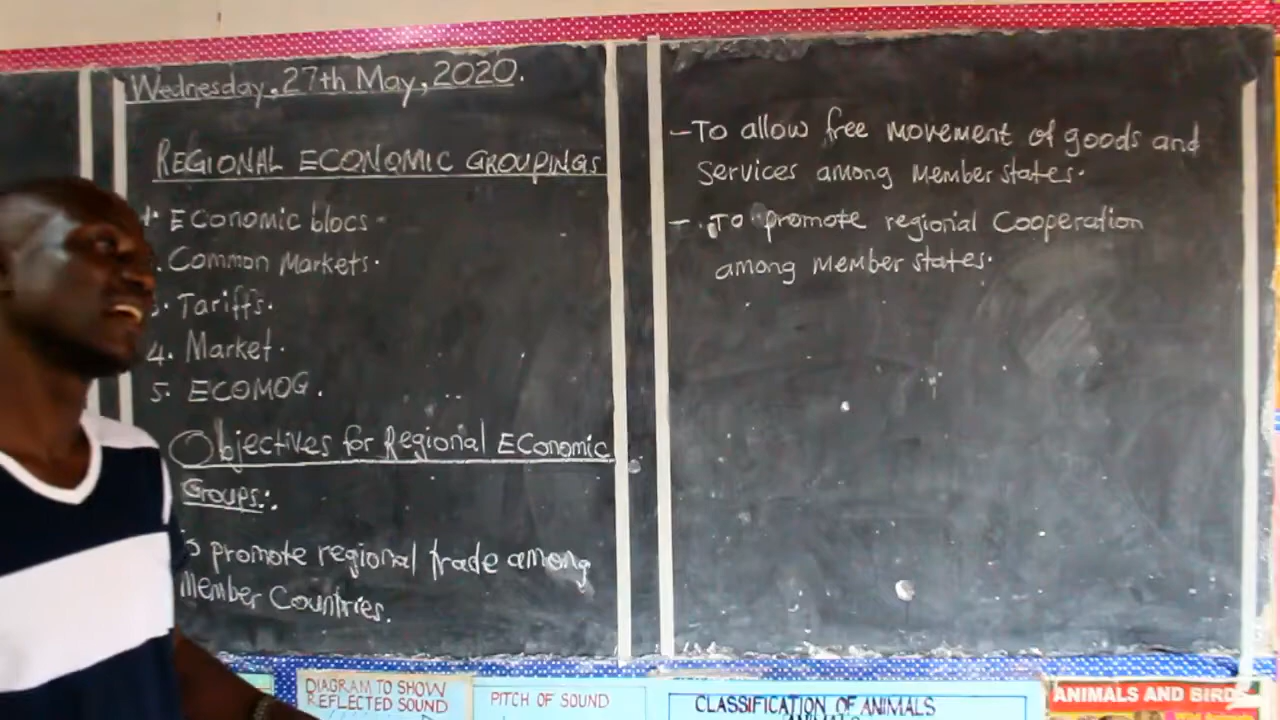 Wednesday, 27th May, 2020.
REGIONAL ECONOMIC GROUPINGS
1. Economic blocs.
. Common Markets.
3. Tariffs.
4. Market.
5. ECOMOG.
Objectives for Regional Economic
Groups:.
promote regional trade among
Member Countries.
- To allow free movement of goods and
services among member states.
- To promote regional Cooperation
among member states.
DIAGRAM TO SHOW
REFLECTED SOUND
PITCH OF SOUND
CLASSIFICATION OF ANIMALS
ANIMALS
ANIMALS AND BIRDS